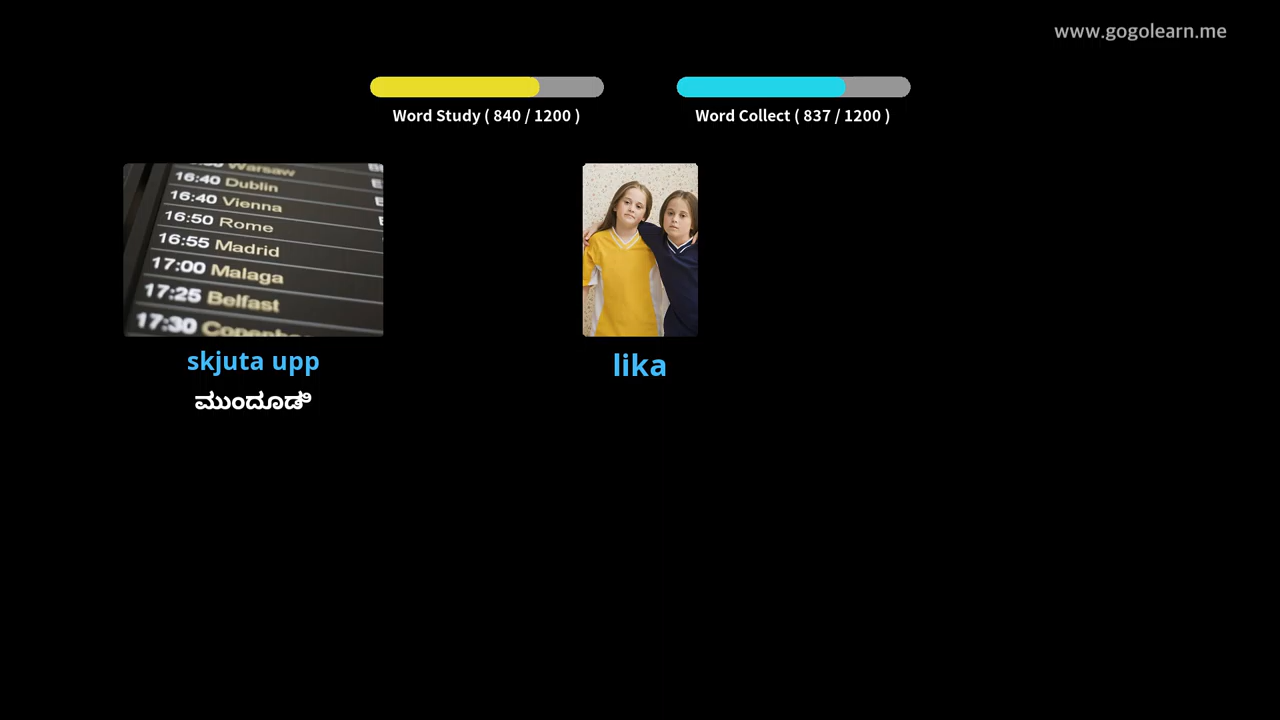 www.gogolearn.me
Word Study ( 840 / 1200 )
Word Collect ( 837 / 1200 )
Warsaw
16:40 Dublin
16:40 Vienna
16:50 Rome
16:55 Madrid
17:00 Malaga
17:25 Belfast
17:30
skjuta upp
lika
ಮುಂದೂಡಿ